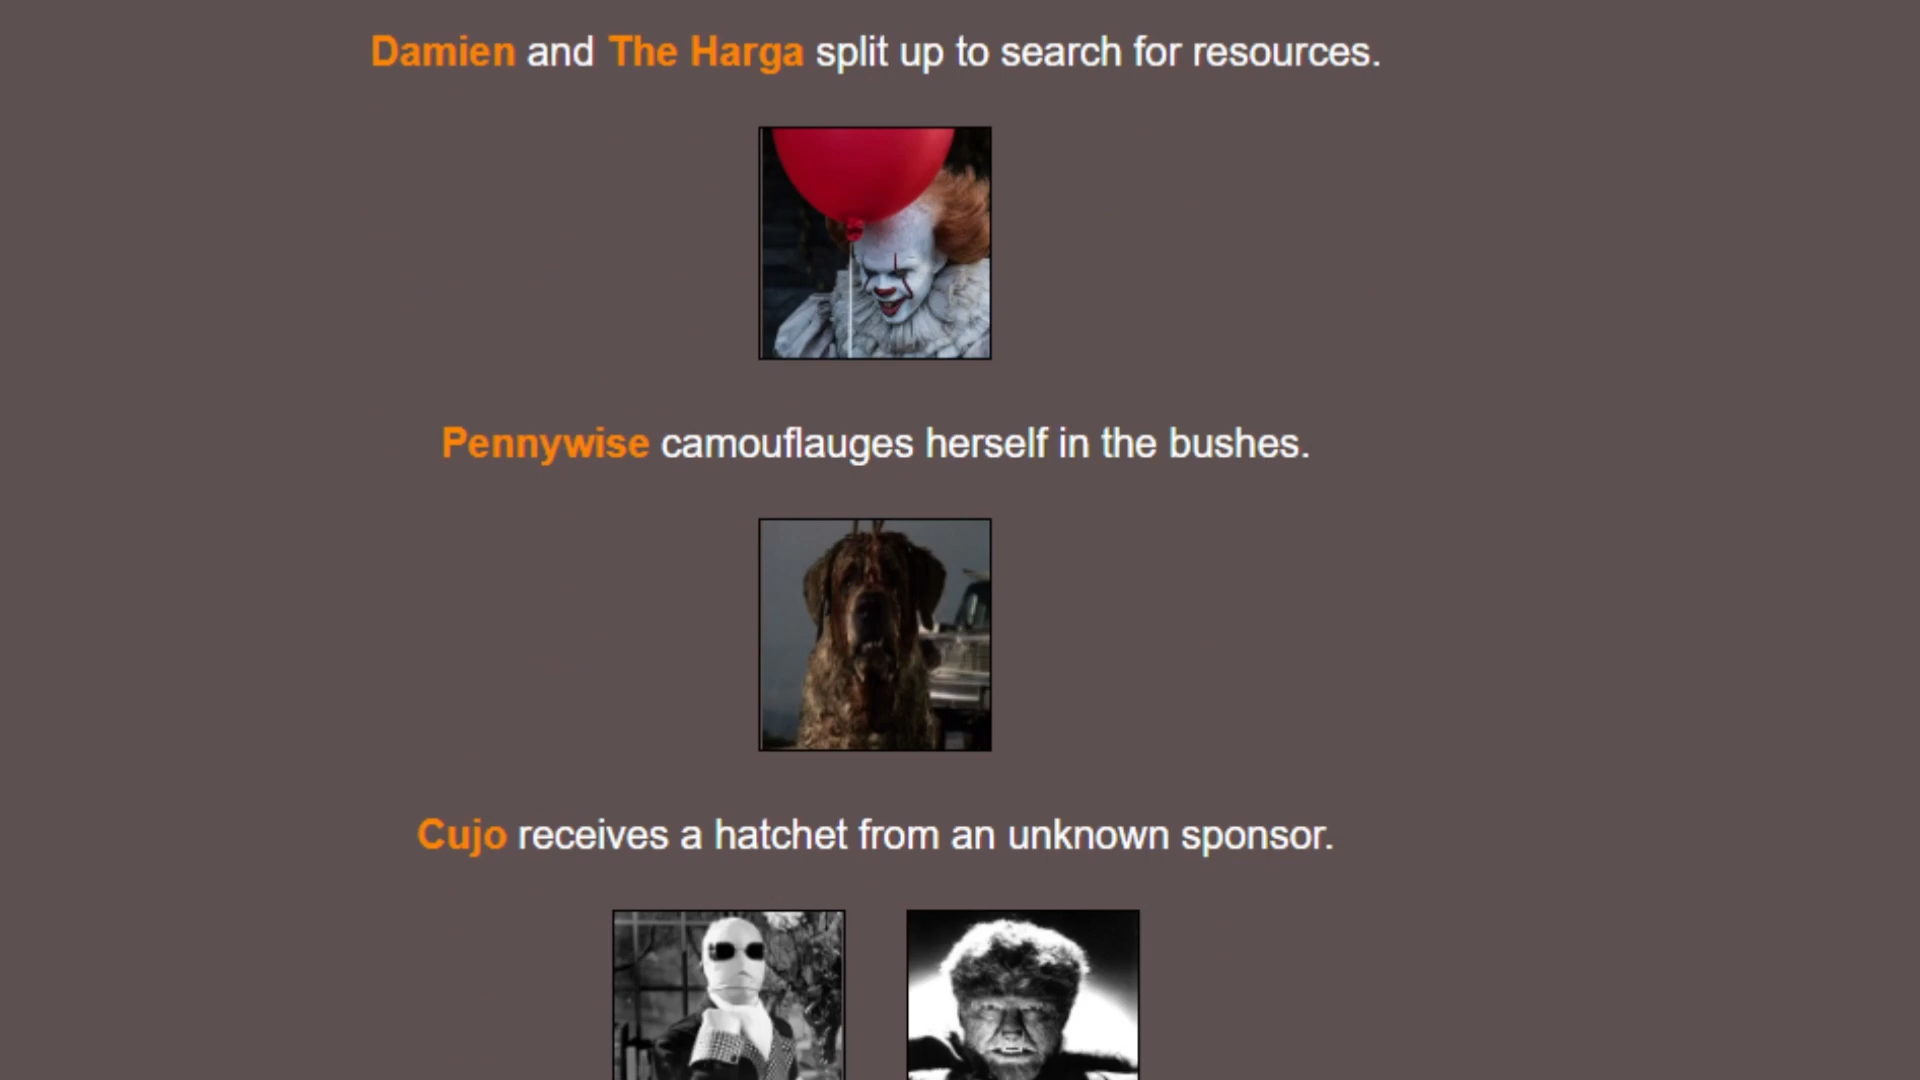 Damien and The Harga split up to search for resources.
Pennywise camouflauges herself in the bushes.
Cujo receives a hatchet from an unknown sponsor.